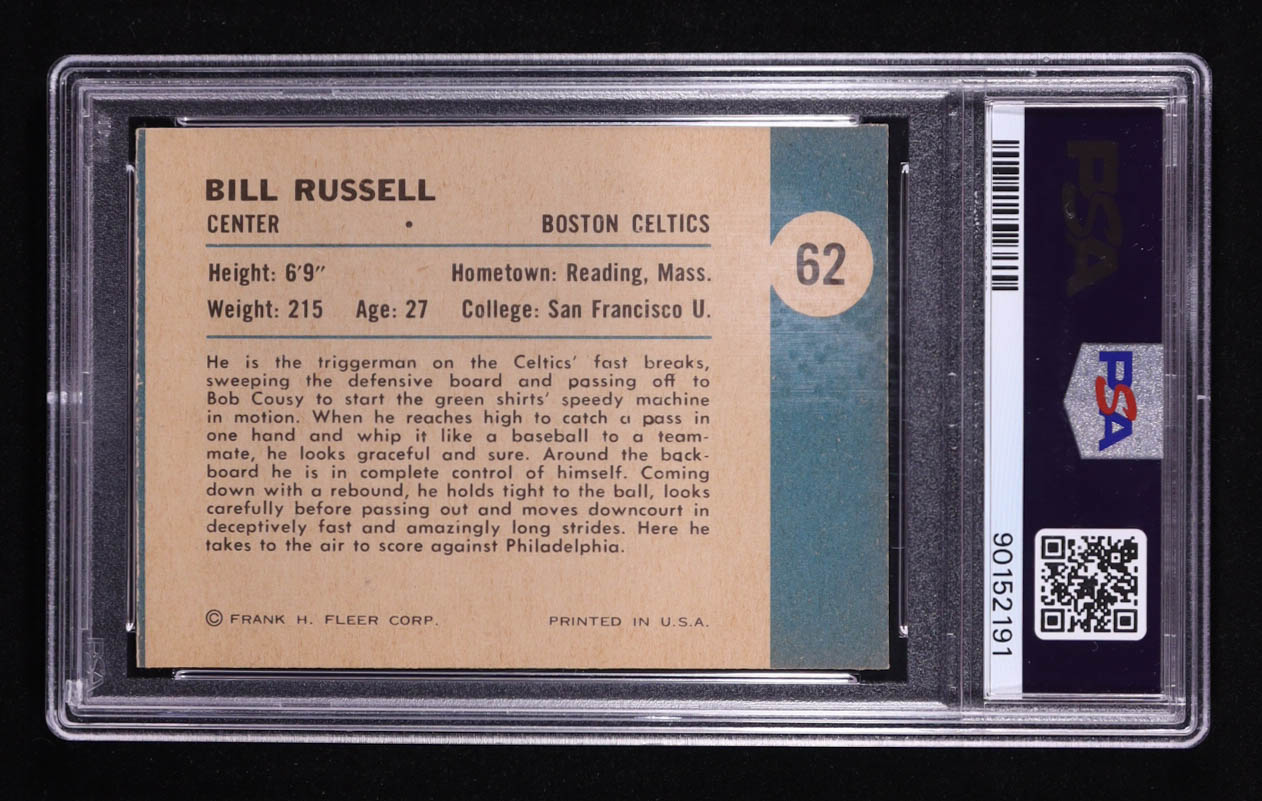 BILL RUSSELL
CENTER • BOSTON CELTICS
Height: 6'9" Hometown: Reading, Mass.
Weight: 215 Age: 27 College: San Francisco U.
62
He is the triggerman on the Celtics' fast breaks,
sweeping the defensive board and passing off to
Bob Cousy to start the green shirts' speedy machine
in motion. When he reaches high to catch a pass in
one hand and whip it like a baseball to a team-
mate, he looks graceful and sure. Around the back-
board he is in complete control of himself. Coming
down with a rebound, he holds tight to the ball, looks
carefully before passing out and moves downcourt in
deceptively fast and amazingly long strides. Here he
takes to the air to score against Philadelphia.
© FRANK H. FLEER CORP. PRINTED IN U.S.A.
PSA
PSA
90152191